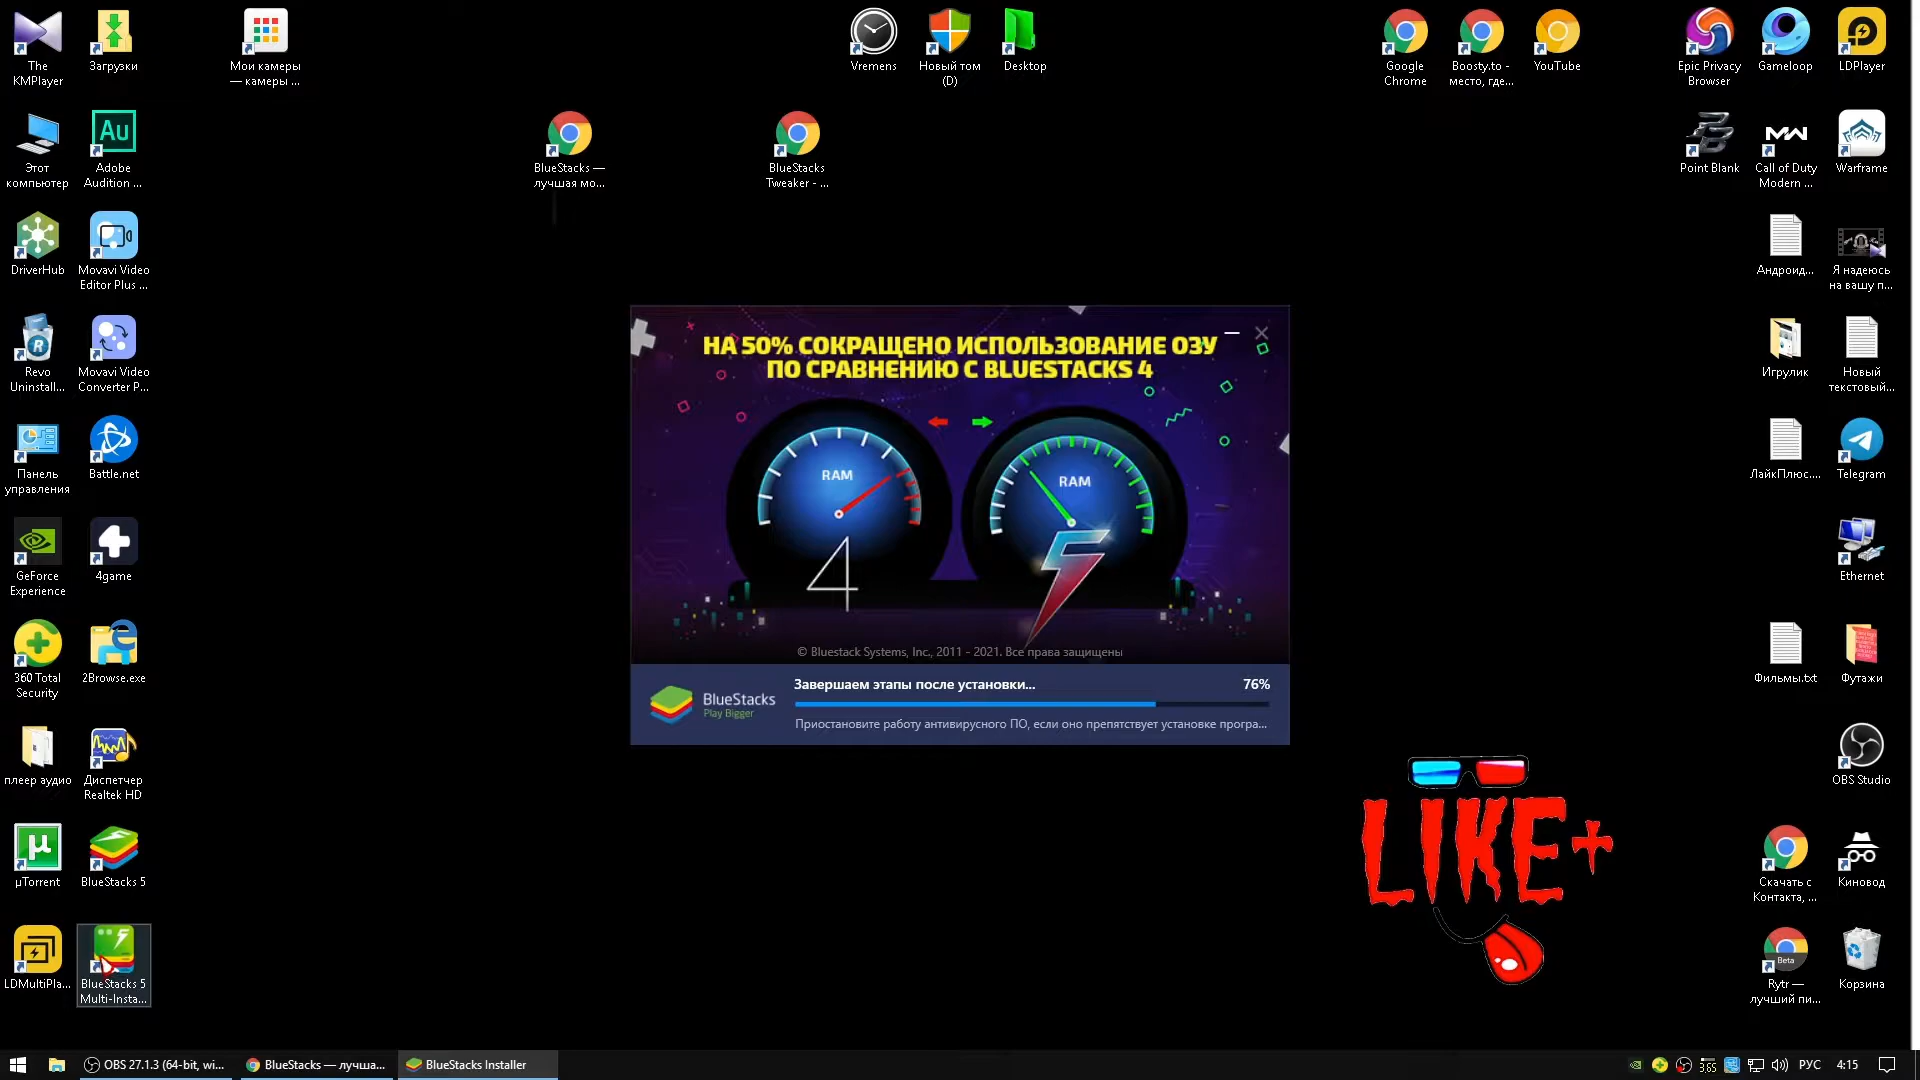 The
KMPlayer
Загрузки
Мои камеры
— камеры ...
Vremens
Новый том
(D)
Desktop
Google
Chrome
Boosty.to -
место, где...
YouTube
Epic Privacy
Browser
Gameloop
LDPlayer
Этот
компьютер
Au
Adobe
Audition ...
BlueStacks —
лучшая мо...
BlueStacks
Tweaker - ...
Point Blank
Call of Duty
Modern ...
Warframe
DriverHub
Movavi Video
Editor Plus ...
Андроид...
Я надеюсь
на вашу п...
Revo
Uninstall...
Movavi Video
Converter P...
Игрулик
Новый
текстовый...
НА 50% СОКРАЩЕНО ИСПОЛЬЗОВАНИЕ ОЗУ
ПО СРАВНЕНИЮ С BLUESTACKS 4
RAM
RAM
4
5
© Bluestack Systems, Inc., 2011 - 2021. Все права защищены
BlueStacks
Play Bigger
Завершаем этапы после установки...
76%
Приостановите работу антивирусного ПО, если оно препятствует установке програ...
Панель
управления
Battle.net
ЛайкПлюс....
Telegram
GeForce
Experience
4game
Ethernet
360 Total
Security
2Browse.exe
Фильмы.txt
Футажи
плеер аудио
Диспетчер
Realtek HD
OBS Studio
LIKE+
µTorrent
BlueStacks 5
Скачать с
Контакта, ...
Киновод
LDMultiPla...
BlueStacks 5
Multi-Insta...
Beta
Rytr —
лучший пи...
Корзина
OBS 27.1.3 (64-bit, wi...
BlueStacks — лучша...
BlueStacks Installer
РУС
4:15